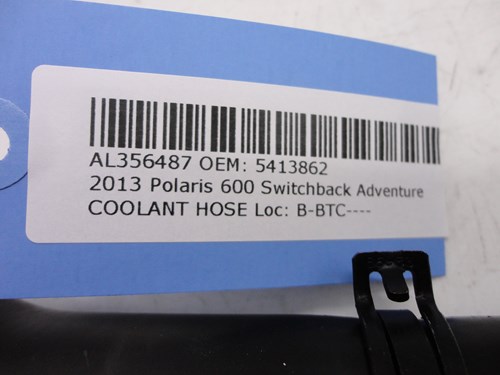 AL356487 OEM: 5413862
2013 Polaris 600 Switchback Adventure
COOLANT HOSE Loc: B-BTC----